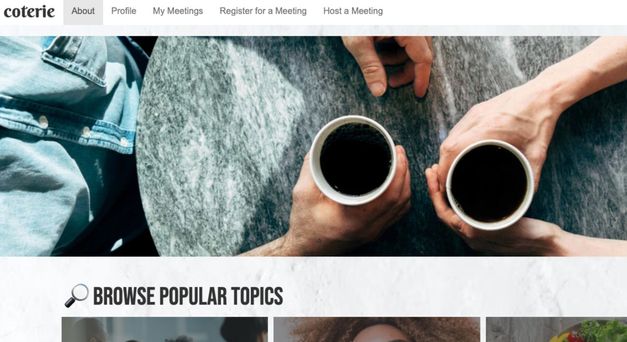 coterie About Profile My Meetings Register for a Meeting Host a Meeting
BROWSE POPULAR TOPICS